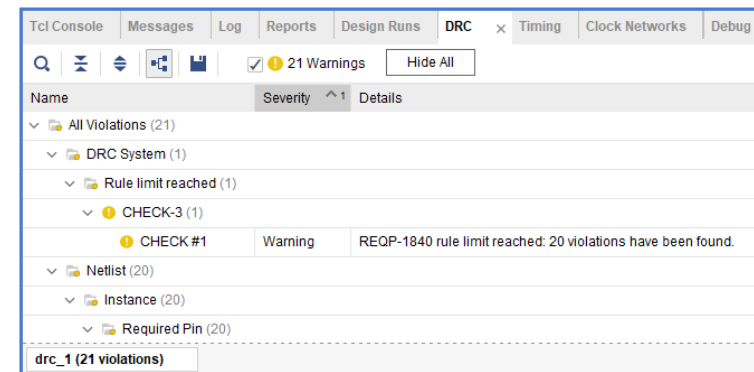 Tcl Console Messages Log Reports Design Runs DRC Timing Clock Networks Debug
21 Warnings Hide All
Name Severity 1 Details
All Violations (21)
DRC System (1)
Rule limit reached (1)
CHECK-3 (1)
CHECK #1 Warning REQP-1840 rule limit reached: 20 violations have been found.
Netlist (20)
Instance (20)
Required Pin (20)
drc_1 (21 violations)